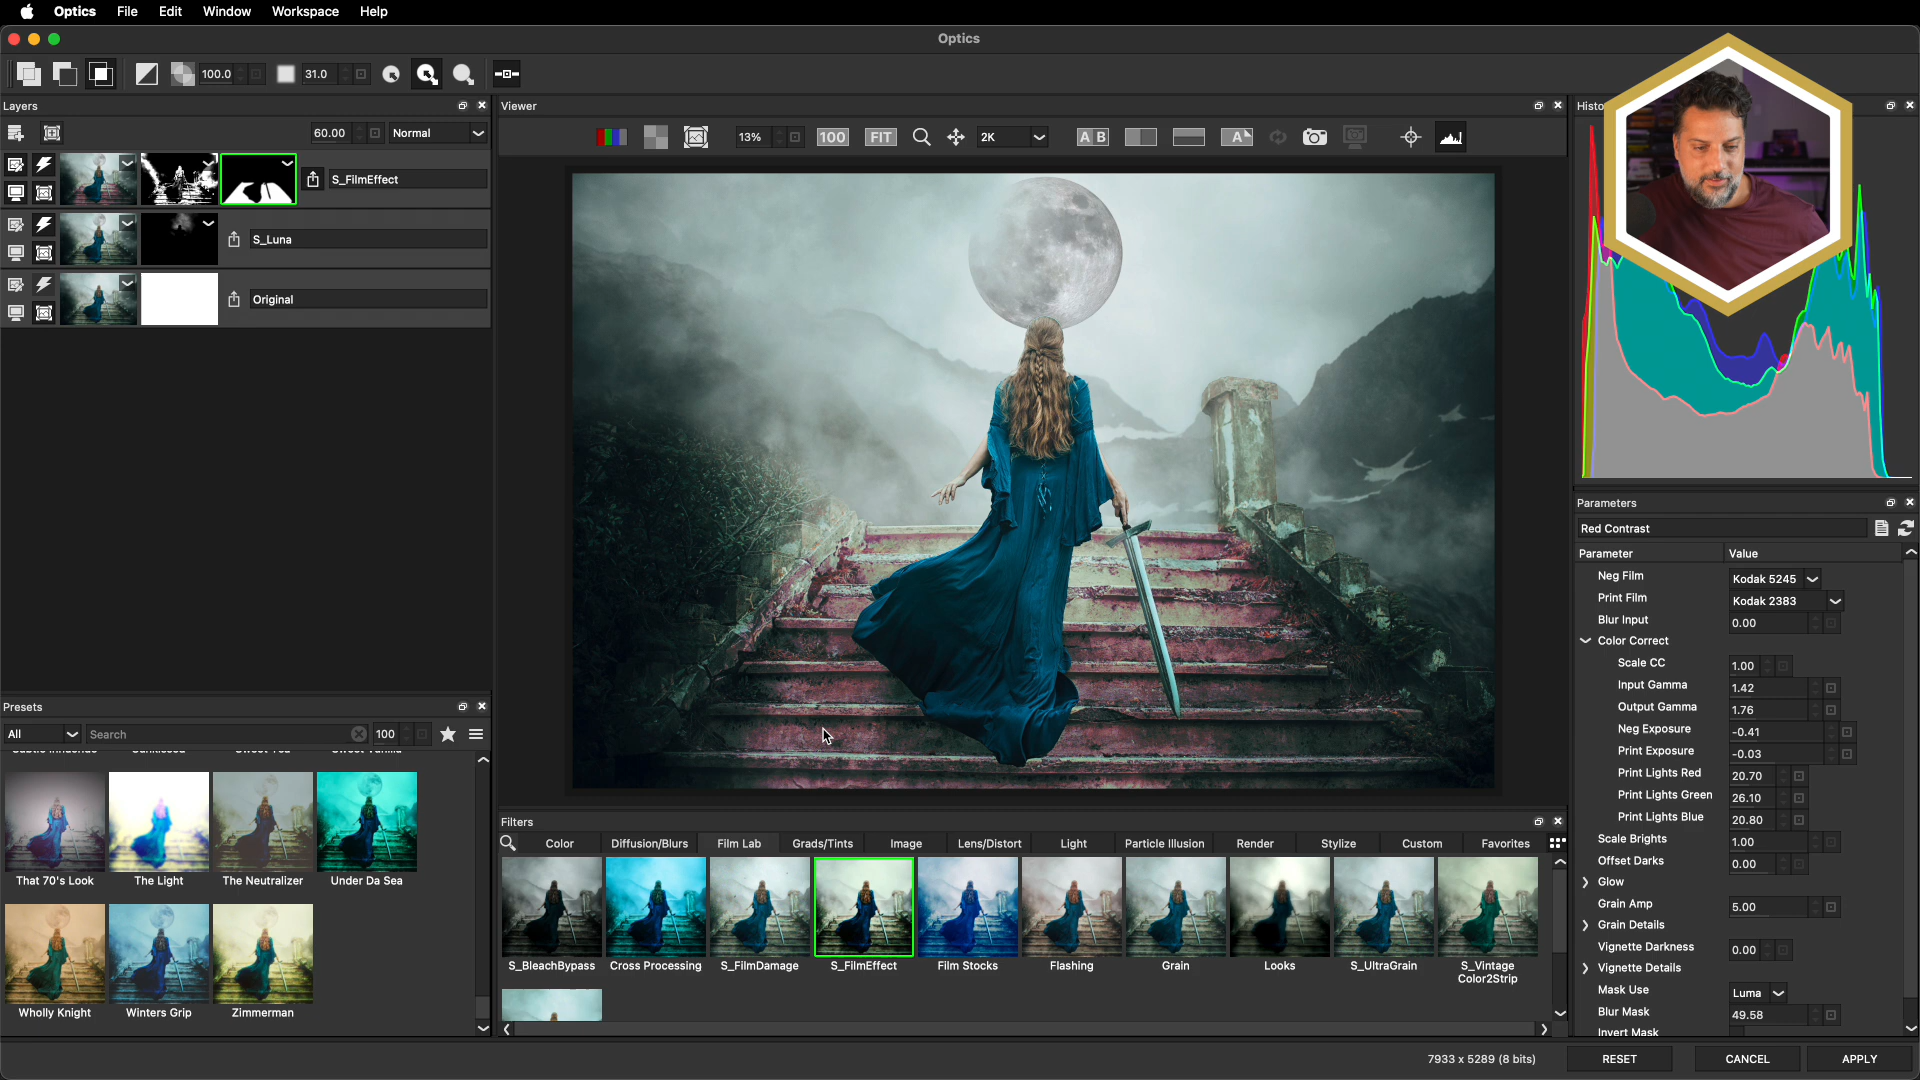 Optics File Edit Window Workspace Help
Optics
100.0 31.0
Layers
60.00 Normal
S_FilmEffect
S_Luna
Original
Viewer
13% 100 FIT 2K A B A
Histo
Parameters
Red Contrast
Parameter Value
Neg Film Kodak 5245
Print Film Kodak 2383
Blur Input 0.00
Color Correct
Scale CC 1.00
Input Gamma 1.42
Output Gamma 1.76
Neg Exposure -0.41
Print Exposure -0.03
Print Lights Red 20.70
Print Lights Green 26.10
Print Lights Blue 20.80
Scale Brights 1.00
Offset Darks 0.00
Glow
Grain Amp 5.00
Grain Details
Vignette Darkness 0.00
Vignette Details
Mask Use Luma
Blur Mask 49.58
Invert Mask
Presets
All Search 100
That 70's Look The Light The Neutralizer Under Da Sea
Wholly Knight Winters Grip Zimmerman
Filters
Color Diffusion/Blurs Film Lab Grads/Tints Image Lens/Distort Light Particle Illusion Render Stylize Custom Favorites
S_BleachBypass Cross Processing S_FilmDamage S_FilmEffect Film Stocks Flashing Grain Looks S_UltraGrain S_Vintage
Color2Strip
7933 x 5289 (8 bits) RESET CANCEL APPLY